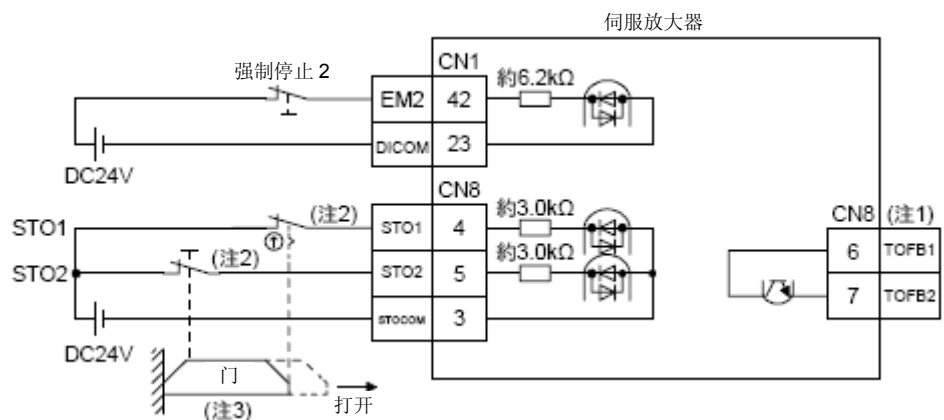 伺服放大器
CN1
强制停止 2
約6.2kΩ
EM2
42
DICOM
23
DC24V
CN8
STO1
(注2)
STO1
4
約3.0kΩ
CN8
(注1)
STO2
(注2)
STO2
5
約3.0kΩ
6
TOFB1
STOCOM
3
7
TOFB2
DC24V
门
(注3)
打开